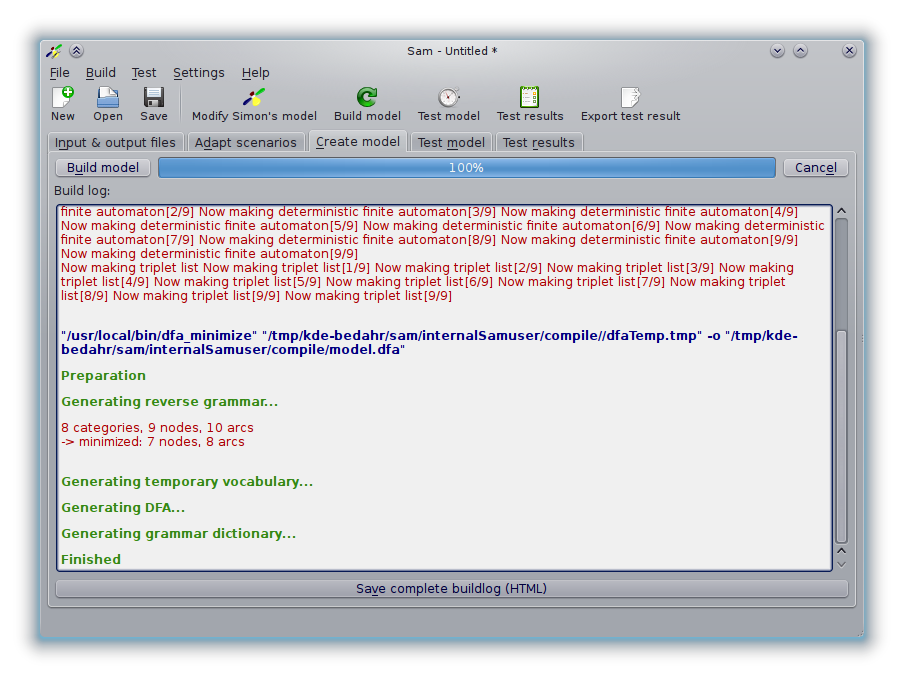 Sam - Untitled *
File Build Test Settings Help
New Open Save Modify Simon's model Build model Test model Test results Export test result
Input & output files Adapt scenarios Create model Test model Test results
Build model 100% Cancel
Build log:
finite automaton[2/9] Now making deterministic finite automaton[3/9] Now making deterministic finite automaton[4/9]
Now making deterministic finite automaton[5/9] Now making deterministic finite automaton[6/9] Now making deterministic
finite automaton[7/9] Now making deterministic finite automaton[8/9] Now making deterministic finite automaton[9/9]
Now making deterministic finite automaton[9/9]
Now making triplet list Now making triplet list[1/9] Now making triplet list[2/9] Now making triplet list[3/9] Now making
triplet list[4/9] Now making triplet list[5/9] Now making triplet list[6/9] Now making triplet list[7/9] Now making triplet
list[8/9] Now making triplet list[9/9] Now making triplet list[9/9]
"/usr/local/bin/dfa_minimize" "/tmp/kde-bedahr/sam/internalSamuser/compile//dfaTemp.tmp" -o "/tmp/kde-
bedahr/sam/internalSamuser/compile/model.dfa"
Preparation
Generating reverse grammar...
8 categories, 9 nodes, 10 arcs
-> minimized: 7 nodes, 8 arcs
Generating temporary vocabulary...
Generating DFA...
Generating grammar dictionary...
Finished
Save complete buildlog (HTML)